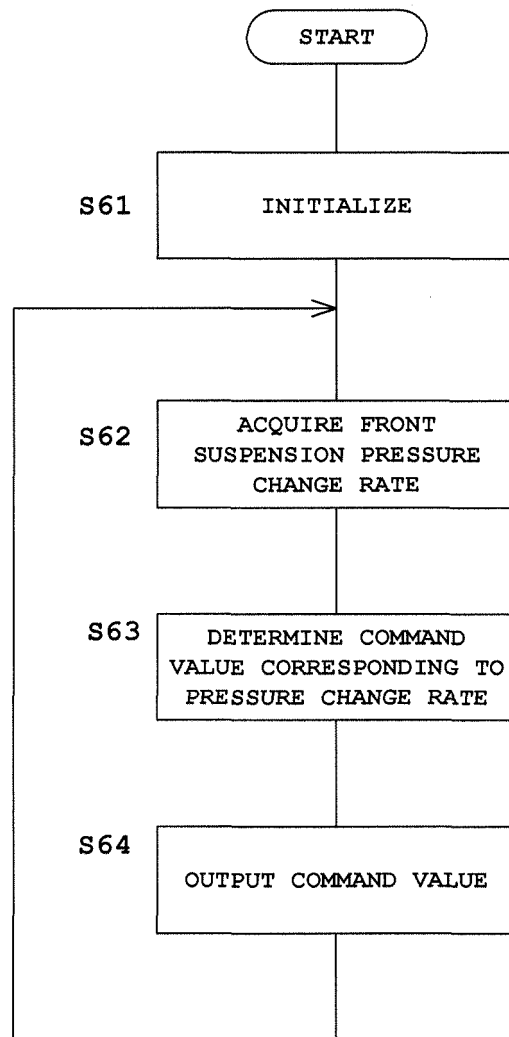 START
S61
INITIALIZE
S62
ACQUIRE FRONT
SUSPENSION PRESSURE
CHANGE RATE
S63
DETERMINE COMMAND
VALUE CORRESPONDING TO
PRESSURE CHANGE RATE
S64
OUTPUT COMMAND VALUE